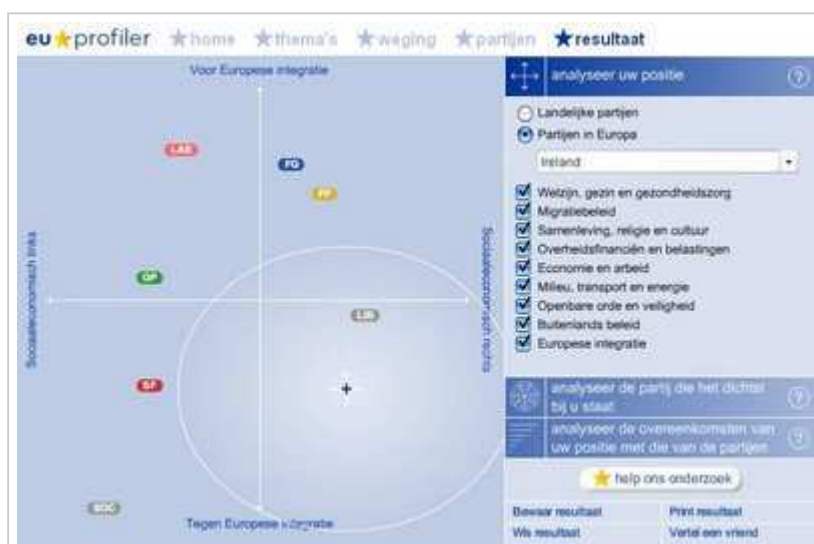 eu profiler home thema's weging partijen resultaat
Voor Europese integratie
LAB
FG
FF
GP
LIB
SF
SOC
Sociaaleconomisch links
Sociaaleconomisch rechts
Tegen Europese integratie
analyseer uw positie ?
Landelijke partijen
Partijen in Europa
Ireland
Welzijn, gezin en gezondheidszorg
Migratiebeleid
Samenleving, religie en cultuur
Overheidsfinanciën en belastingen
Economie en arbeid
Milieu, transport en energie
Openbare orde en veiligheid
Buitenlands beleid
Europese integratie
analyseer de partij die het dichtst
bij u staat ?
analyseer de overeenkomsten van
uw positie met die van de partijen ?
help ons onderzoek
Bewaar resultaat Print resultaat
Wis resultaat Vertel een vriend